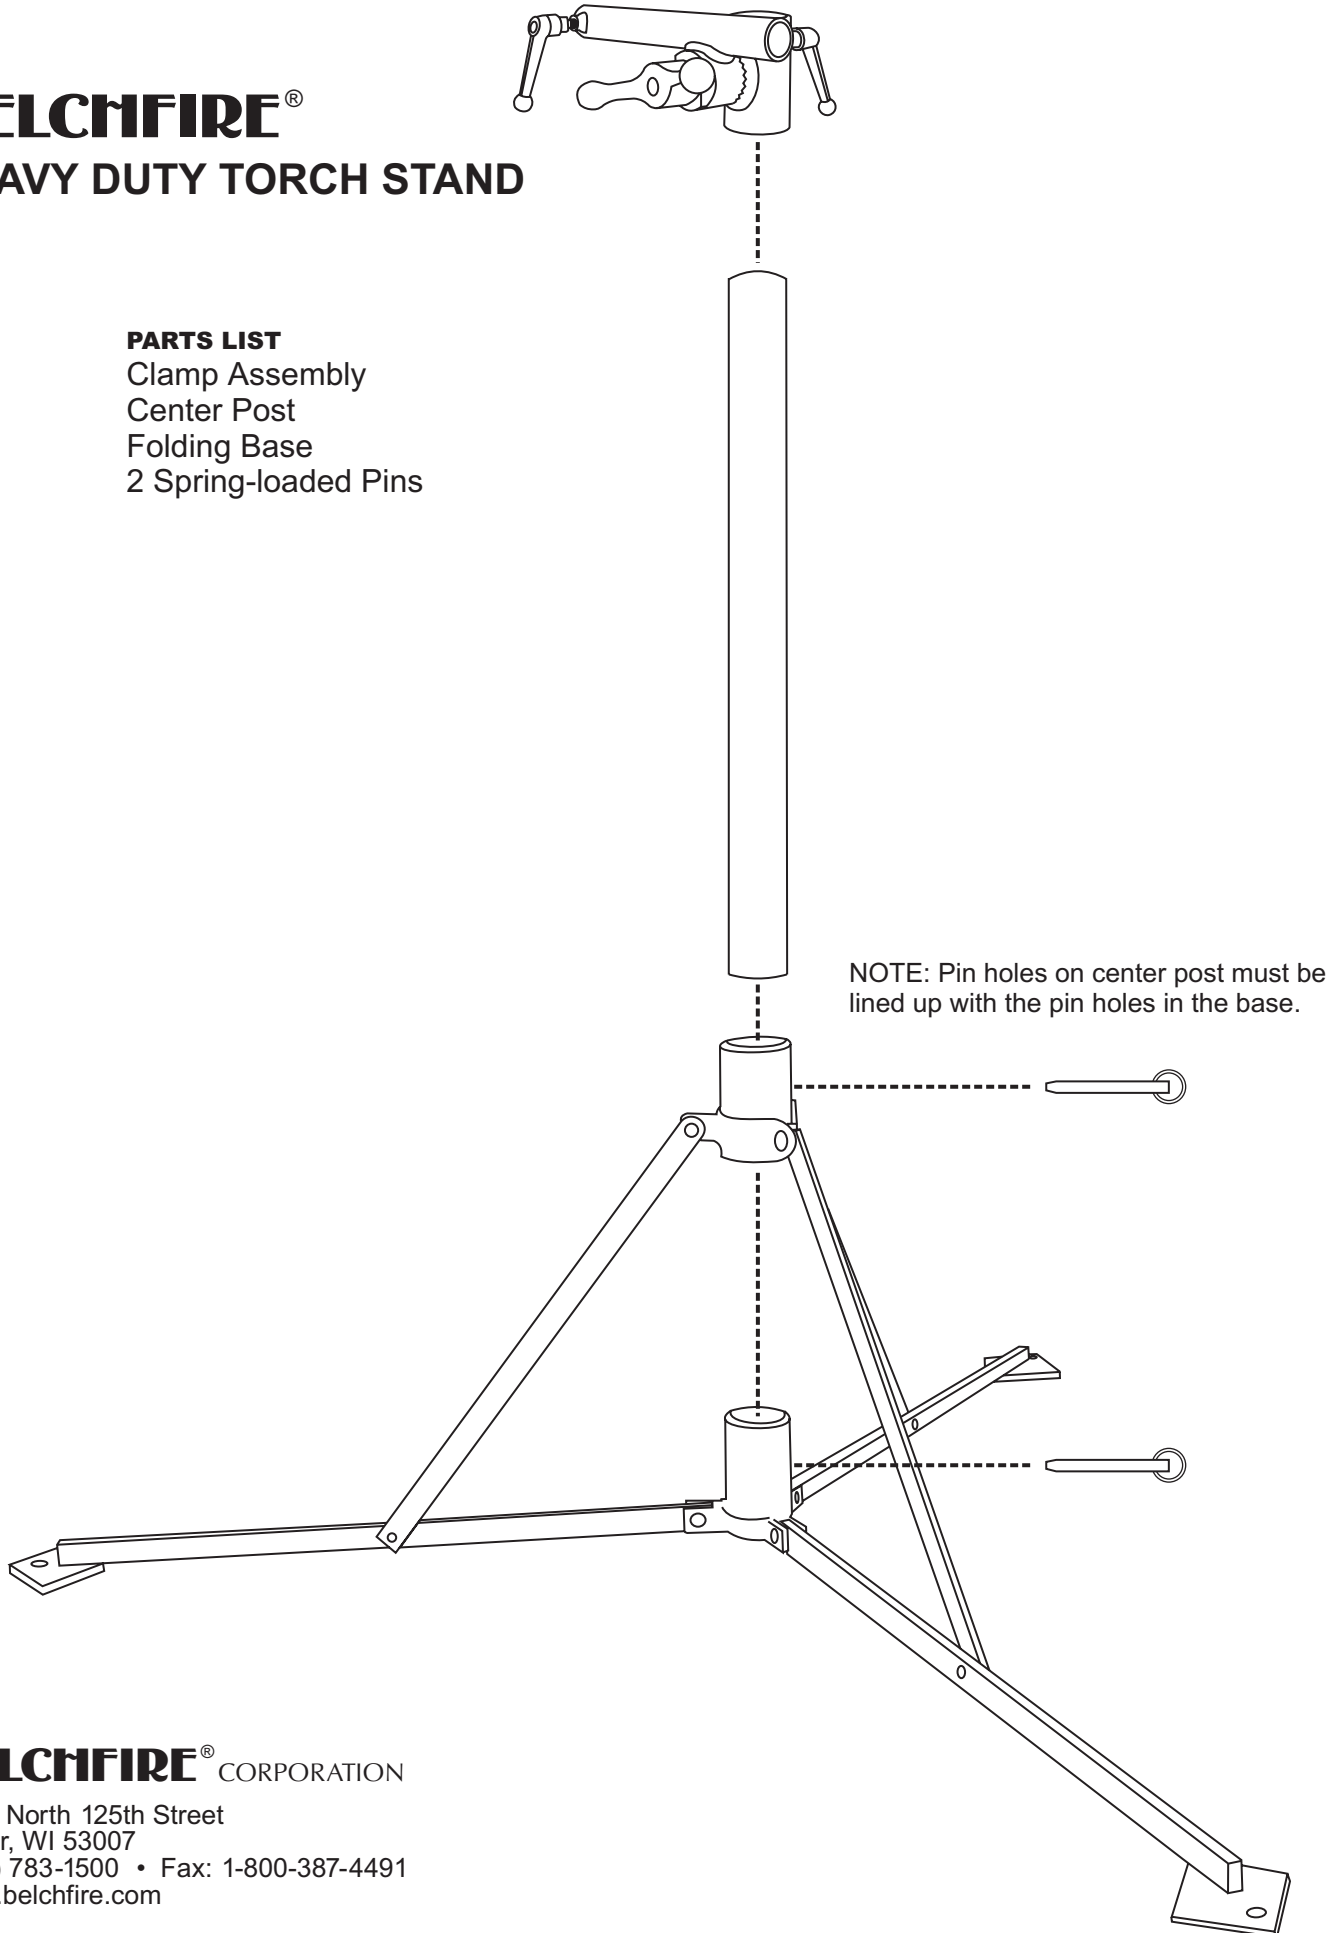 ELCHFIRE®
AVY DUTY TORCH STAND
PARTS LIST
Clamp Assembly
Center Post
Folding Base
2 Spring-loaded Pins
NOTE: Pin holes on center post must be
lined up with the pin holes in the base.
LCHFIRE® CORPORATION
North 125th Street
r, WI 53007
) 783-1500 • Fax: 1-800-387-4491
.belchfire.com